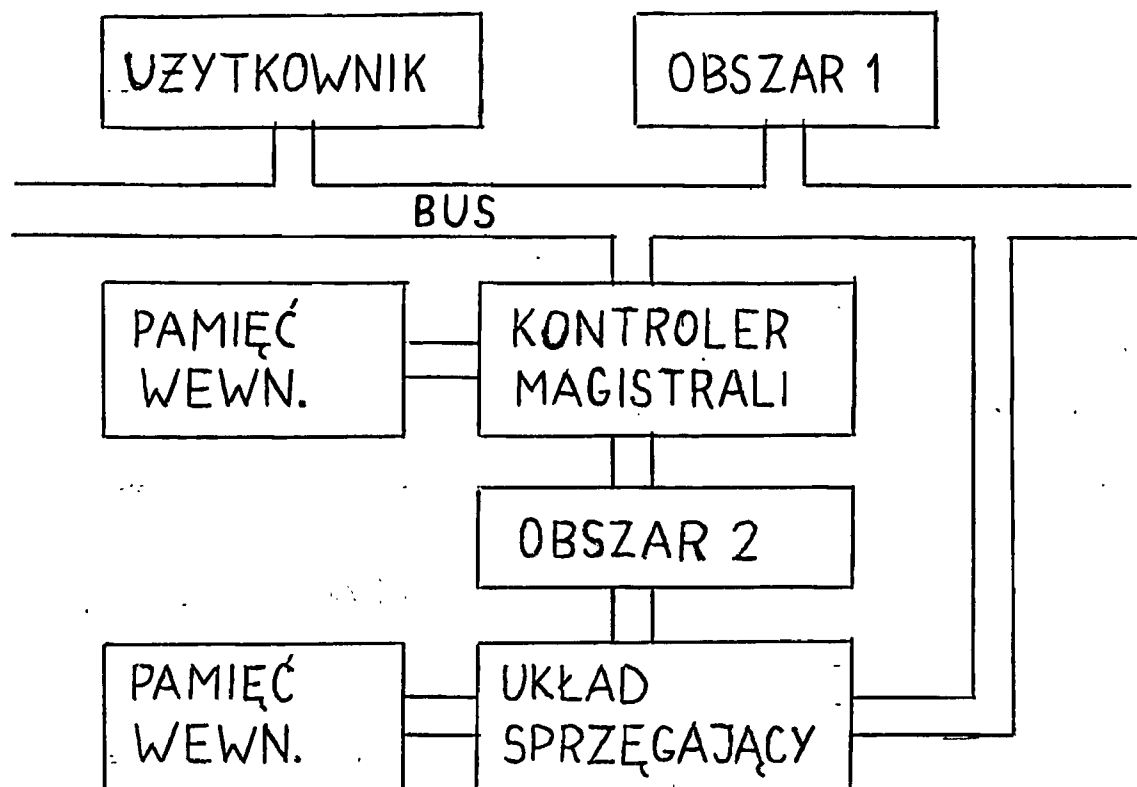 UŻYTKOWNIK
OBSZAR 1
BUS
PAMIĘĆ
WEWN.
KONTROLER
MAGISTRALI
OBSZAR 2
PAMIĘĆ
WEWN.
UKŁAD
SPRZĘGAJĄCY